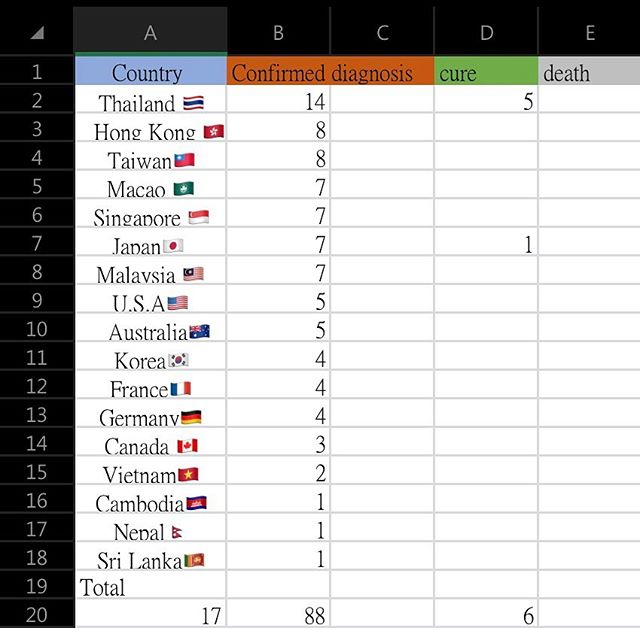 A B C D E
1 Country Confirmed diagnosis cure death
2 Thailand 14 5
3 Hong Kong 8
4 Taiwan 8
5 Macao 7
6 Singapore 7
7 Japan 7 1
8 Malaysia 7
9 U.S.A 5
10 Australia 5
11 Korea 4
12 France 4
13 Germany 4
14 Canada 3
15 Vietnam 2
16 Cambodia 1
17 Nepal 1
18 Sri Lanka 1
19 Total
20 17 88 6